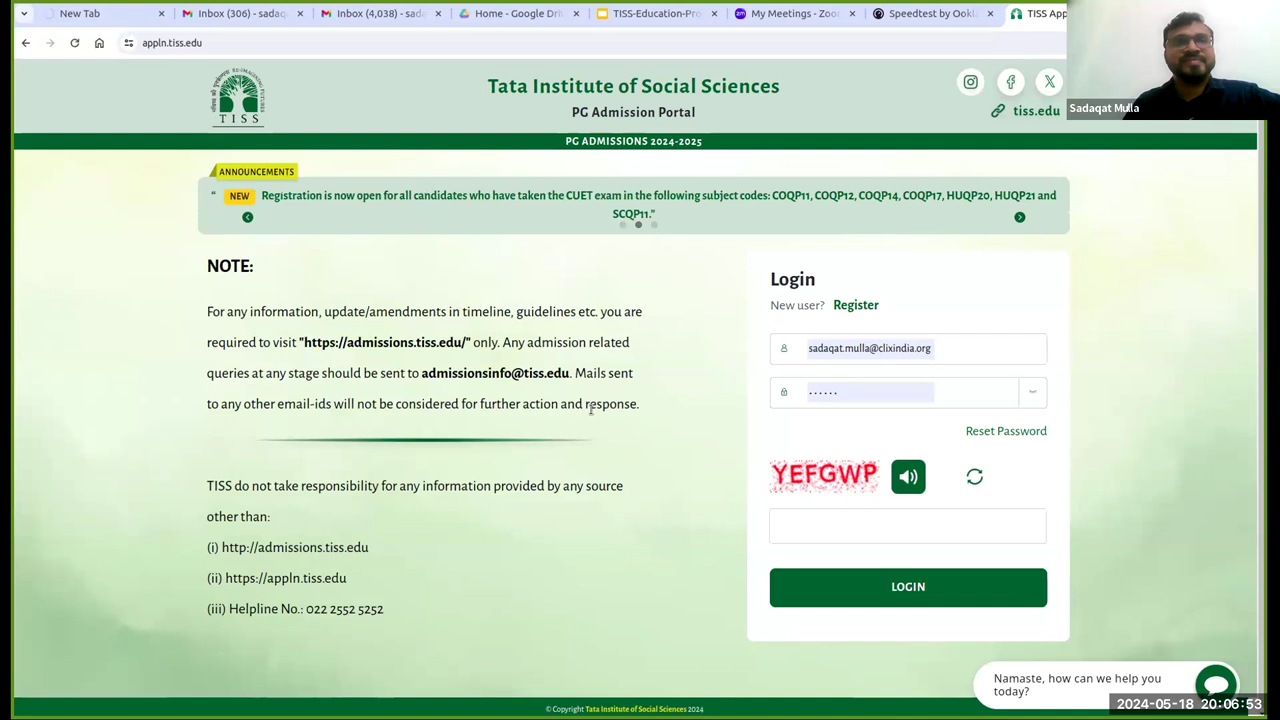 New Tab
Inbox (306) - sadaq
Inbox (4,038) - sada
Home - Google Dri
TISS-Education-Pro
My Meetings - Zoo
Speedtest by Ookl
TISS App
appln.tiss.edu
Sadaqat Mulla
TISS
Tata Institute of Social Sciences
PG Admission Portal
tiss.edu
PG ADMISSIONS 2024-2025
ANNOUNCEMENTS
“ NEW Registration is now open for all candidates who have taken the CUET exam in the following subject codes: COQP11, COQP12, COQP14, COQP17, HUQP20, HUQP21 and
SCQP11.”
NOTE:
For any information, update/amendments in timeline, guidelines etc. you are
required to visit "https://admissions.tiss.edu/" only. Any admission related
queries at any stage should be sent to admissionsinfo@tiss.edu. Mails sent
to any other email-ids will not be considered for further action and response.
TISS do not take responsibility for any information provided by any source
other than:
(i) http://admissions.tiss.edu
(ii) https://appln.tiss.edu
(iii) Helpline No.: 022 2552 5252
Login
New user? Register
sadaqat.mulla@clixindia.org
······
Reset Password
YEFGWP
LOGIN
Namaste, how can we help you
today?
© Copyright Tata Institute of Social Sciences 2024
2024-05-18 20:06:53